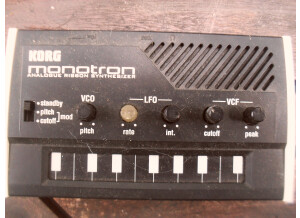 KORG
monotron
ANALOGUE RIBBON SYNTHESIZER
VCO
LFO
VCF
standby
pitch
cutoff
mod
pitch
rate
int.
cutoff
peak